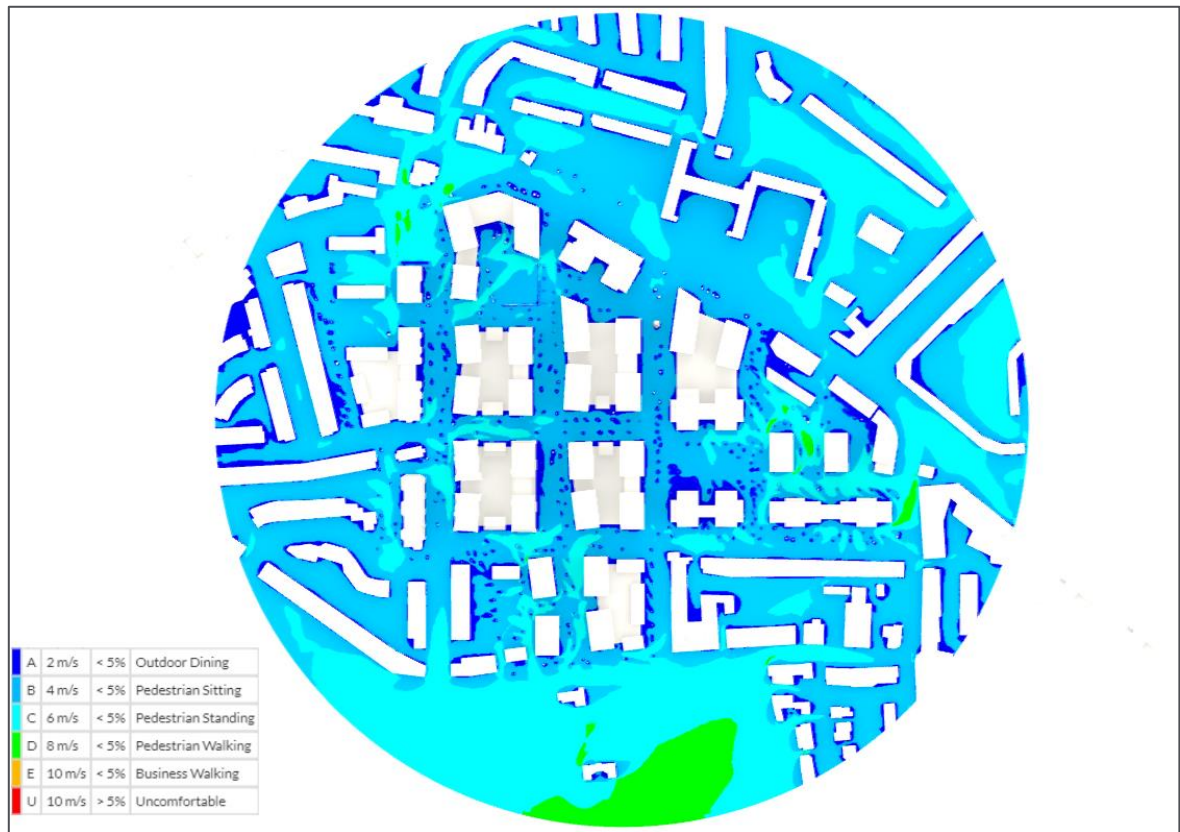 A 2 m/s < 5% Outdoor Dining
B 4 m/s < 5% Pedestrian Sitting
C 6 m/s < 5% Pedestrian Standing
D 8 m/s < 5% Pedestrian Walking
E 10 m/s < 5% Business Walking
U 10 m/s > 5% Uncomfortable